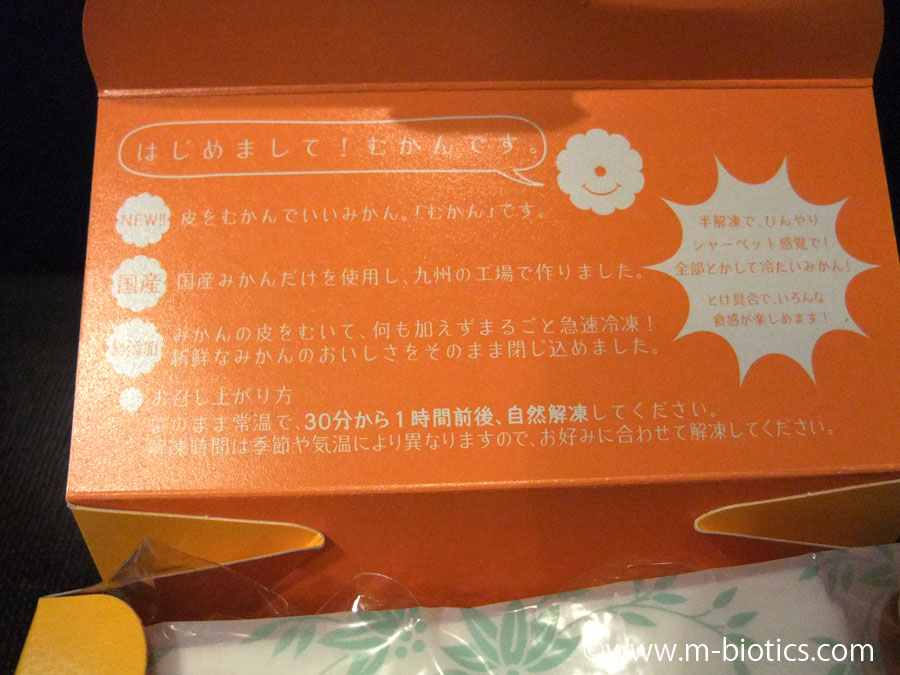 はじめまして！むかんです。
NEW!! 皮をむかんでいいみかん。「むかん」です。
国産 国産みかんだけを使用し、九州の工場で作りました。
無添加 みかんの皮をむいて、何も加えずまるごと急速冷凍！
新鮮なみかんのおいしさをそのまま閉じ込めました。
お召し上がり方
このまま常温で、30分から1時間前後、自然解凍してください。
解凍時間は季節や気温により異なりますので、お好みに合わせて解凍してください。
半解凍で、ひんやり
シャーベット感覚で！
全部とかして冷たいみかん！
とけ具合で、いろんな
食感が楽しめます！
©www.m-biotics.com